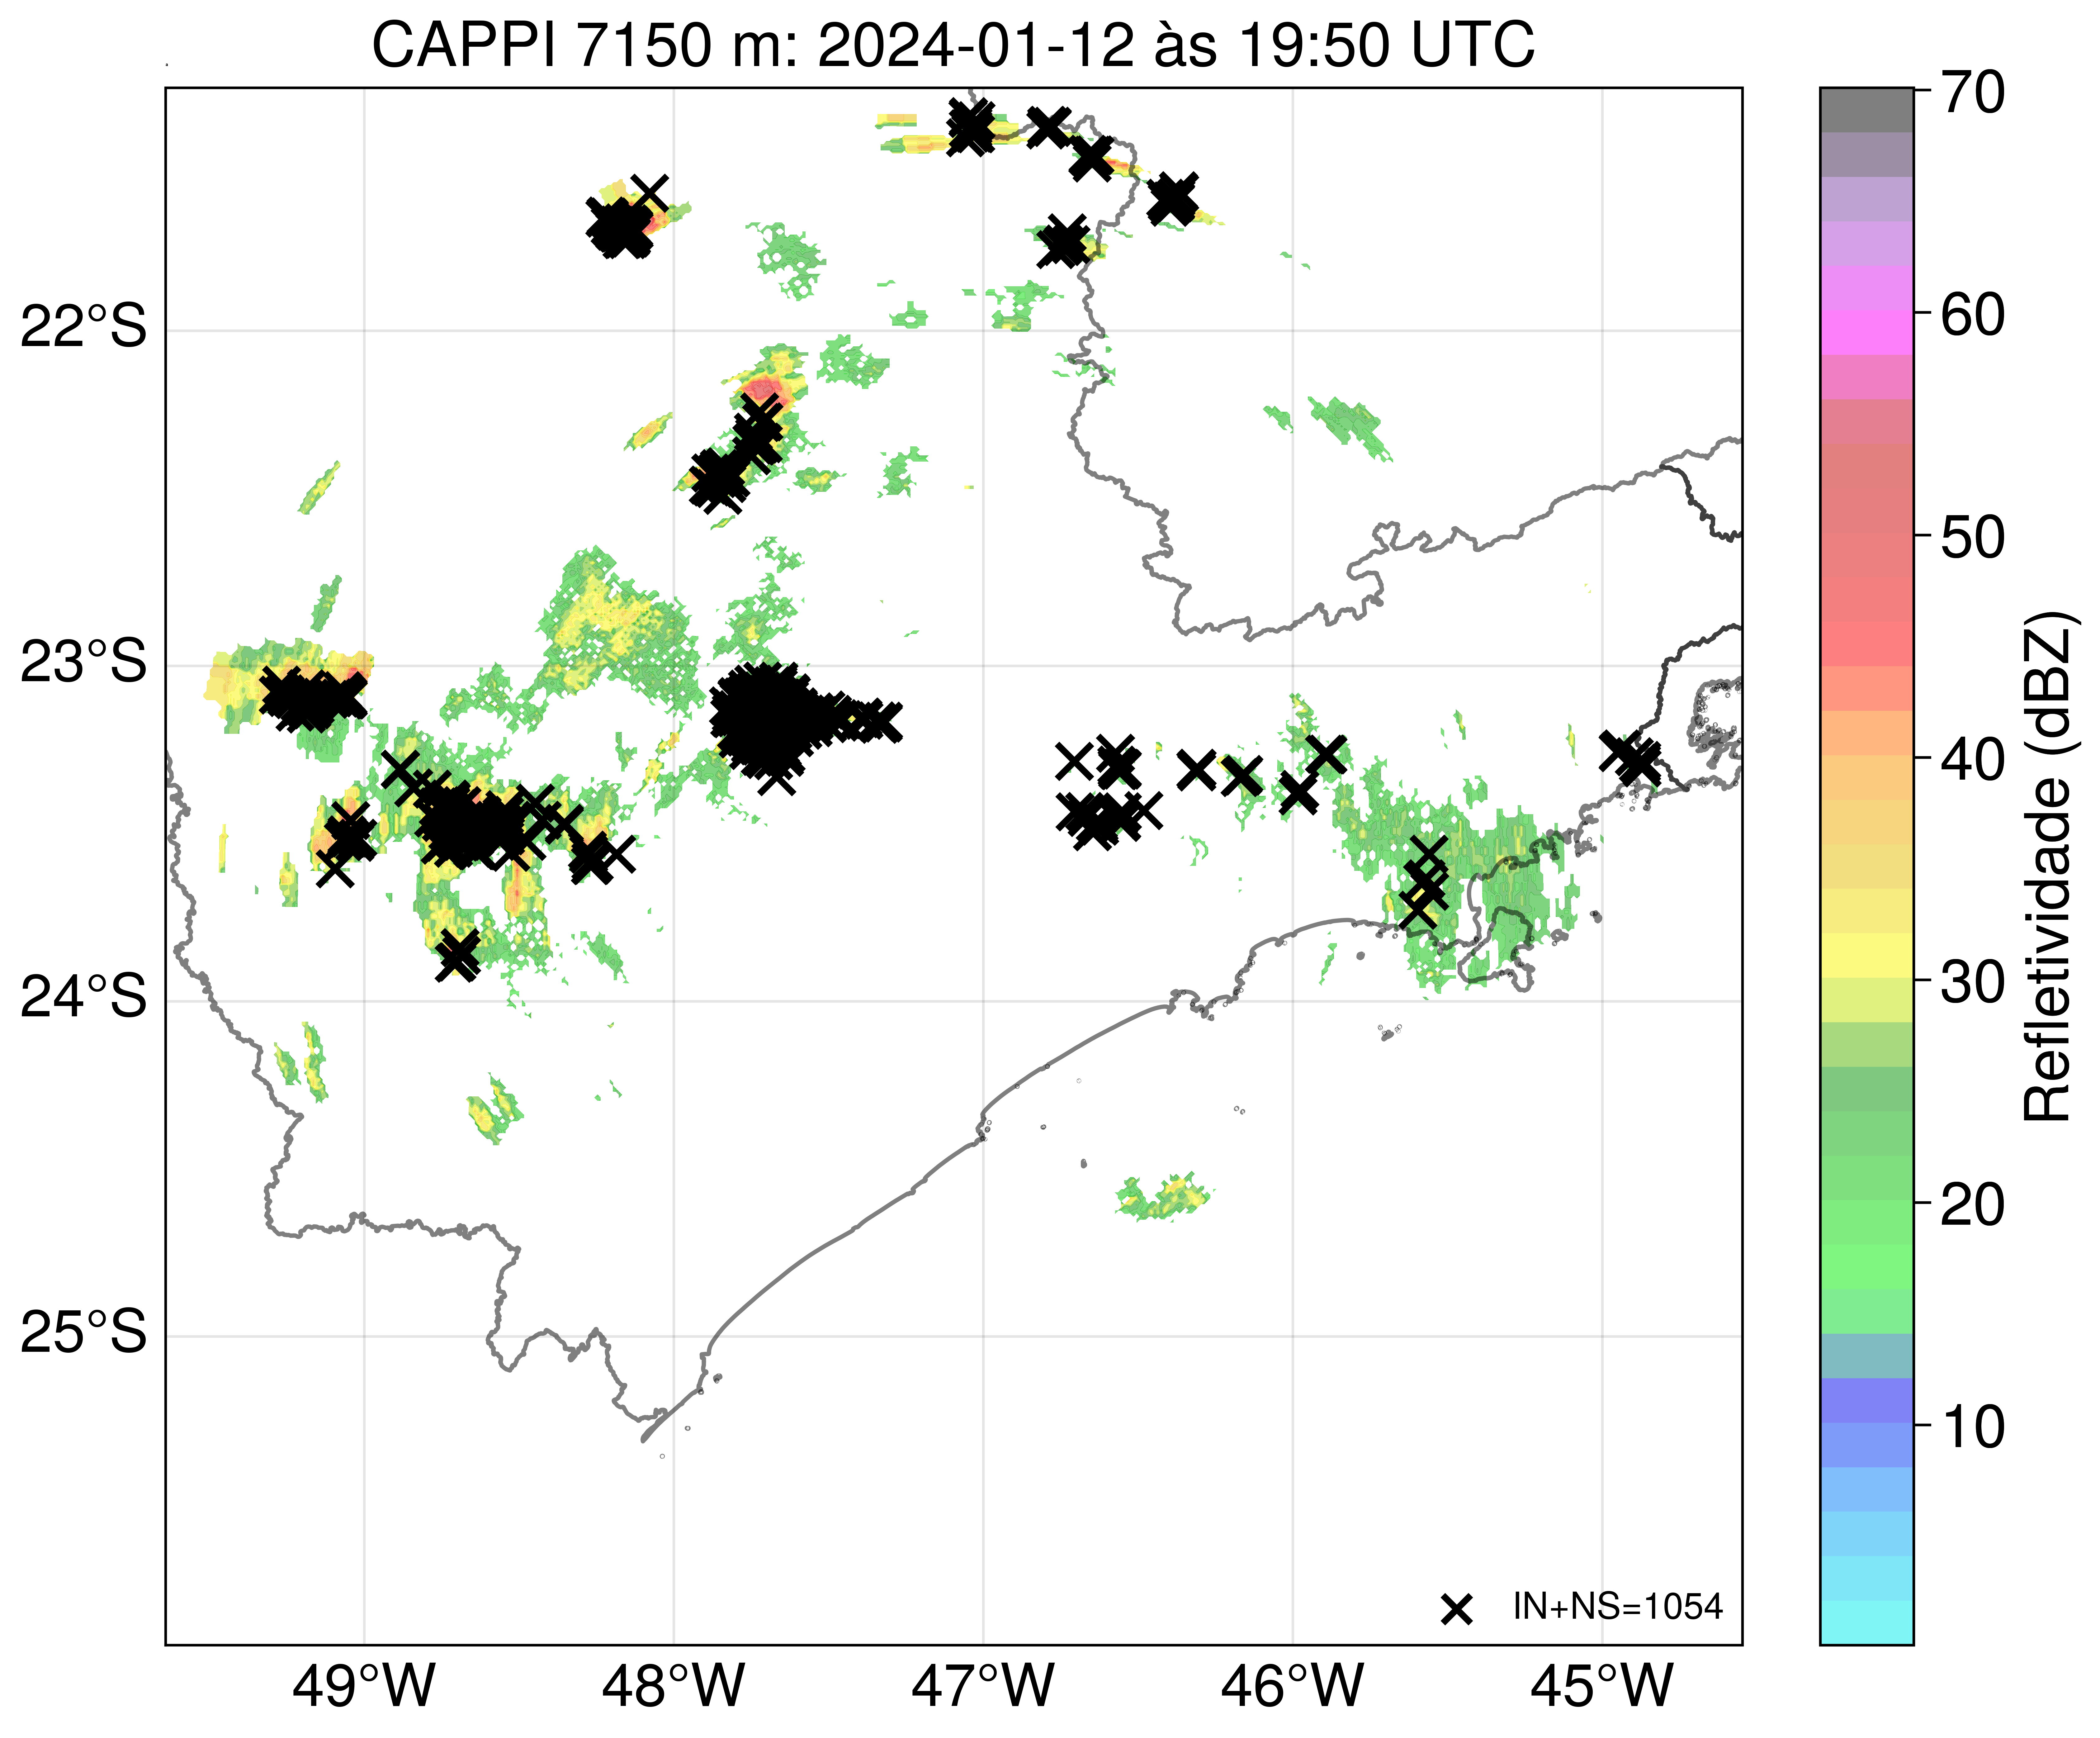 CAPPI 7150 m: 2024-01-12 às 19:50 UTC
22°S
23°S
24°S
25°S
49°W
48°W
47°W
46°W
45°W
IN+NS=1054
70
60
50
40
30
20
10
Refletividade (dBZ)